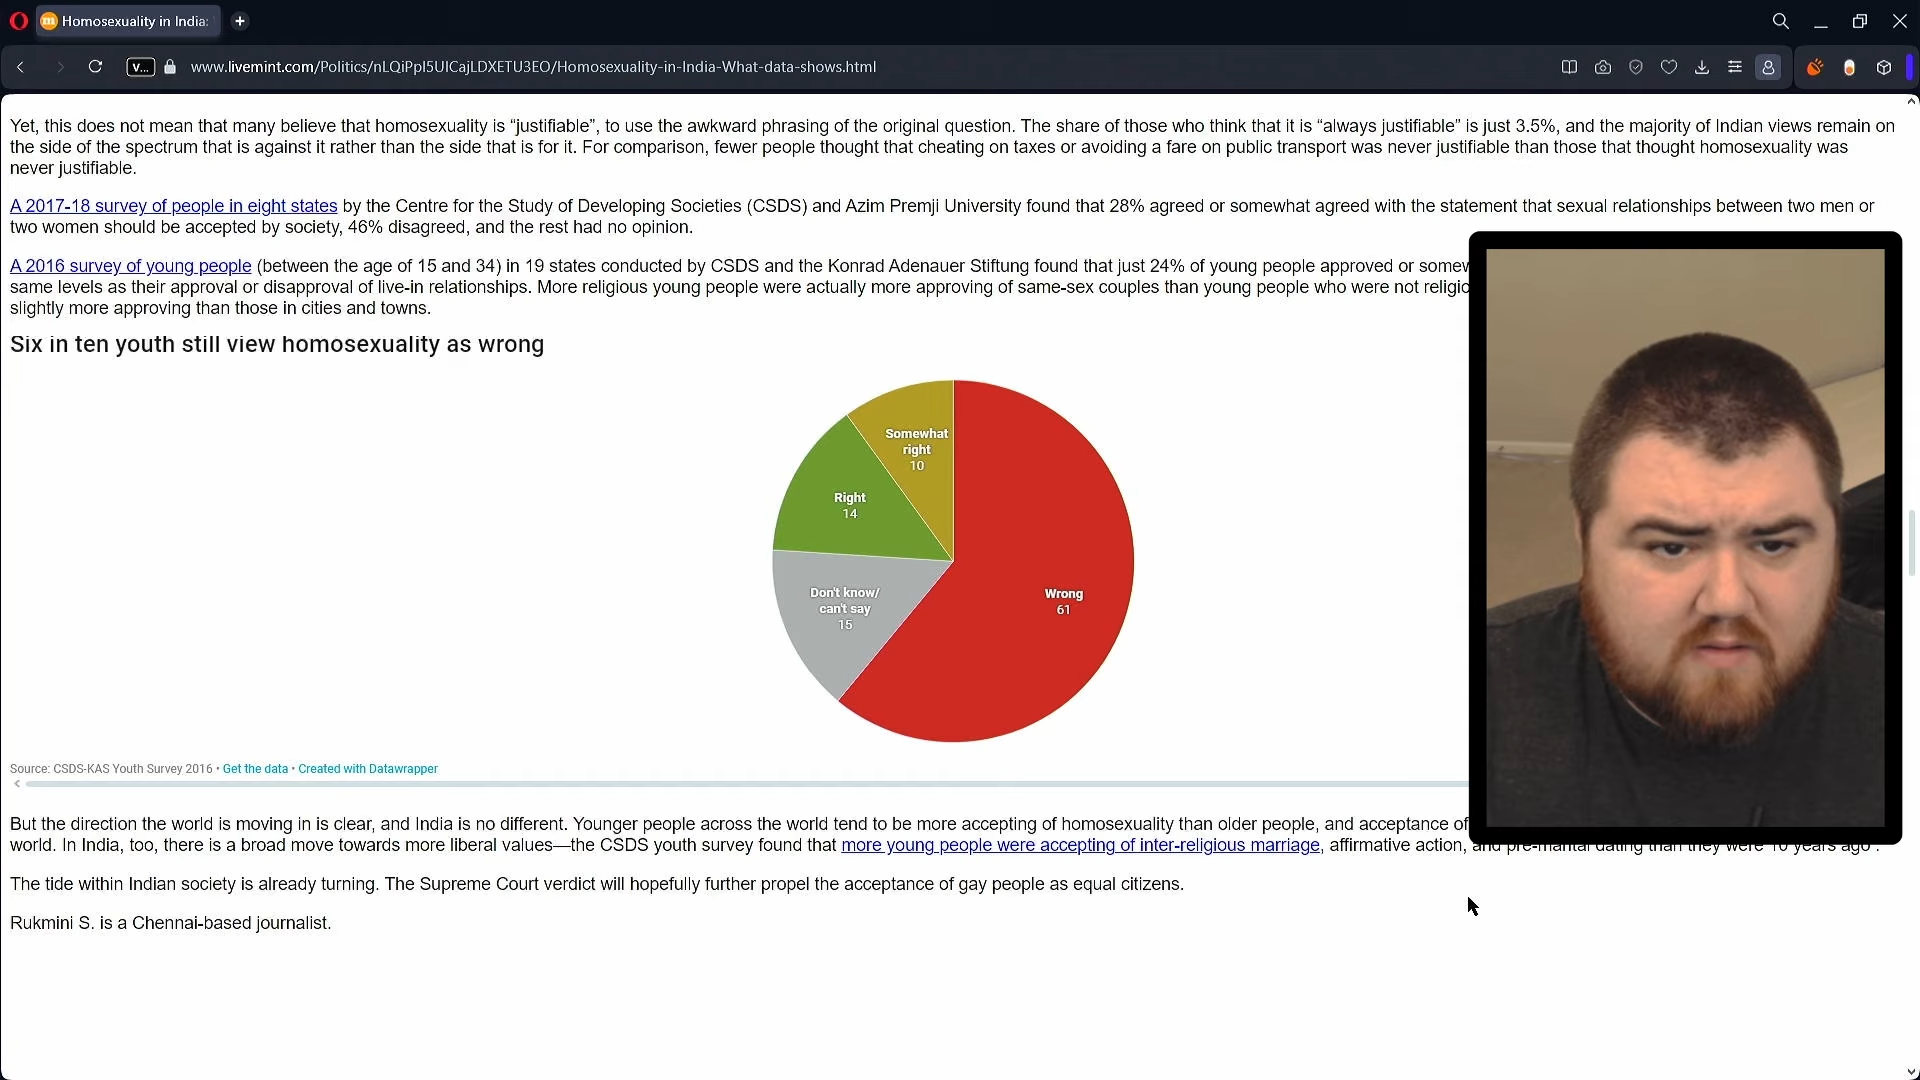 Homosexuality in India:
V...
www.livemint.com/Politics/nLQiPpI5UlCajLDXETU3EO/Homosexuality-in-India-What-data-shows.html
Yet, this does not mean that many believe that homosexuality is “justifiable”, to use the awkward phrasing of the original question. The share of those who think that it is “always justifiable” is just 3.5%, and the majority of Indian views remain on
the side of the spectrum that is against it rather than the side that is for it. For comparison, fewer people thought that cheating on taxes or avoiding a fare on public transport was never justifiable than those that thought homosexuality was
never justifiable.
A 2017-18 survey of people in eight states by the Centre for the Study of Developing Societies (CSDS) and Azim Premji University found that 28% agreed or somewhat agreed with the statement that sexual relationships between two men or
two women should be accepted by society, 46% disagreed, and the rest had no opinion.
A 2016 survey of young people (between the age of 15 and 34) in 19 states conducted by CSDS and the Konrad Adenauer Stiftung found that just 24% of young people approved or somew
same levels as their approval or disapproval of live-in relationships. More religious young people were actually more approving of same-sex couples than young people who were not religio
slightly more approving than those in cities and towns.
Six in ten youth still view homosexuality as wrong
Somewhat
right
10
Right
14
Don't know/
can't say
15
Wrong
61
Source: CSDS-KAS Youth Survey 2016 • Get the data • Created with Datawrapper
But the direction the world is moving in is clear, and India is no different. Younger people across the world tend to be more accepting of homosexuality than older people, and acceptance of
world. In India, too, there is a broad move towards more liberal values—the CSDS youth survey found that more young people were accepting of inter-religious marriage, affirmative action, and pre-marital dating than they were 10 years ago .
The tide within Indian society is already turning. The Supreme Court verdict will hopefully further propel the acceptance of gay people as equal citizens.
Rukmini S. is a Chennai-based journalist.